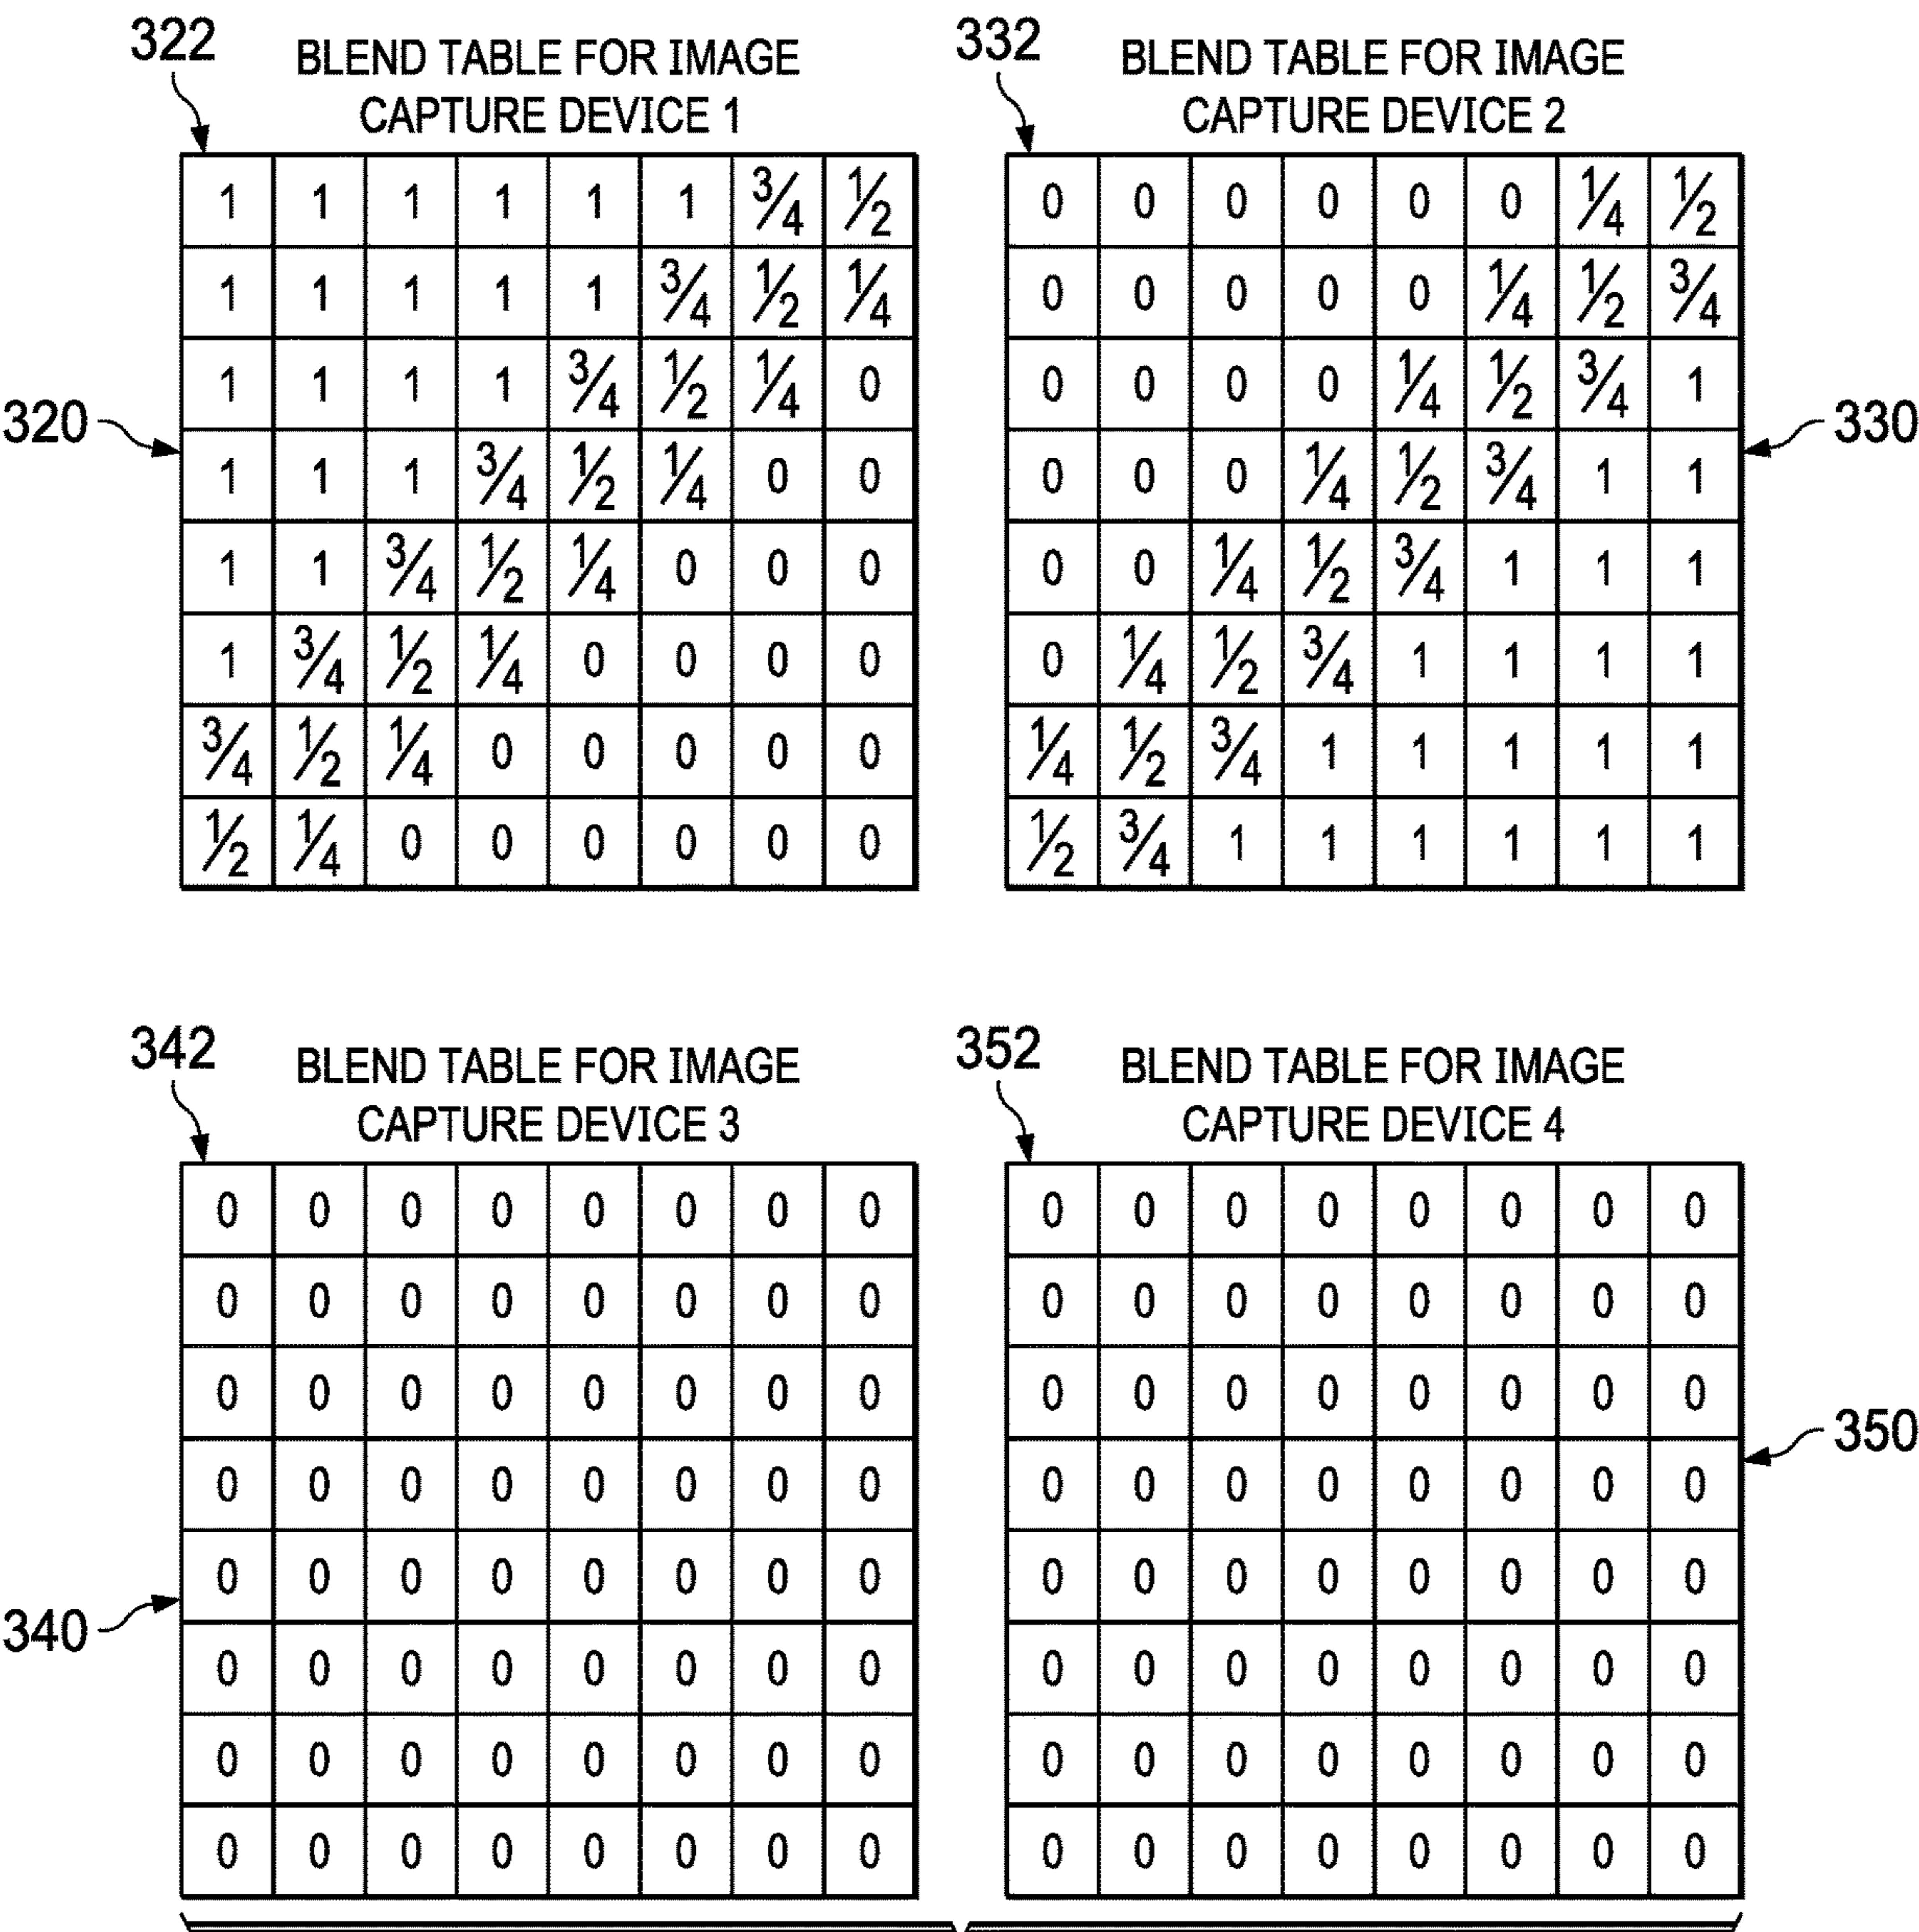 322 BLEND TABLE FOR IMAGE CAPTURE DEVICE 1
1 1 1 1 1 1 3/4 1/2
1 1 1 1 1 3/4 1/2 1/4
1 1 1 1 3/4 1/2 1/4 0
1 1 1 3/4 1/2 1/4 0 0
1 1 3/4 1/2 1/4 0 0 0
1 3/4 1/2 1/4 0 0 0 0
3/4 1/2 1/4 0 0 0 0 0
1/2 1/4 0 0 0 0 0 0
320
332 BLEND TABLE FOR IMAGE CAPTURE DEVICE 2
0 0 0 0 0 0 1/4 1/2
0 0 0 0 0 1/4 1/2 3/4
0 0 0 0 1/4 1/2 3/4 1
0 0 0 1/4 1/2 3/4 1 1
0 0 1/4 1/2 3/4 1 1 1
0 1/4 1/2 3/4 1 1 1 1
1/4 1/2 3/4 1 1 1 1 1
1/2 3/4 1 1 1 1 1 1
330
342 BLEND TABLE FOR IMAGE CAPTURE DEVICE 3
0 0 0 0 0 0 0 0
0 0 0 0 0 0 0 0
0 0 0 0 0 0 0 0
0 0 0 0 0 0 0 0
0 0 0 0 0 0 0 0
0 0 0 0 0 0 0 0
0 0 0 0 0 0 0 0
0 0 0 0 0 0 0 0
340
352 BLEND TABLE FOR IMAGE CAPTURE DEVICE 4
0 0 0 0 0 0 0 0
0 0 0 0 0 0 0 0
0 0 0 0 0 0 0 0
0 0 0 0 0 0 0 0
0 0 0 0 0 0 0 0
0 0 0 0 0 0 0 0
0 0 0 0 0 0 0 0
0 0 0 0 0 0 0 0
350